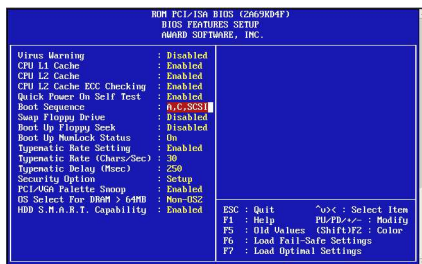 ROM PCI/ISA BIOS (2A69KD4F)
BIOS FEATURES SETUP
AWARD SOFTWARE, INC.
Virus Warning : Disabled
CPU L1 Cache : Enabled
CPU L2 Cache : Enabled
CPU L2 Cache ECC Checking : Enabled
Quick Power On Self Test : Enabled
Boot Sequence : A,C,SCSI
Swap Floppy Drive : Disabled
Boot Up Floppy Seek : Disabled
Boot Up NumLock Status : On
Typematic Rate Setting : Enabled
Typematic Rate (Chars/Sec) : 30
Typematic Delay (Msec) : 250
Security Option : Setup
PCI/VGA Palette Snoop : Enabled
OS Select For DRAM > 64MB : Non-OS2
HDD S.M.A.R.T. Capability : Enabled
ESC : Quit ^v>< : Select Item
F1 : Help PU/PD/+/- : Modify
F5 : Old Values (Shift)F2 : Color
F6 : Load Fail-Safe Settings
F7 : Load Optimal Settings